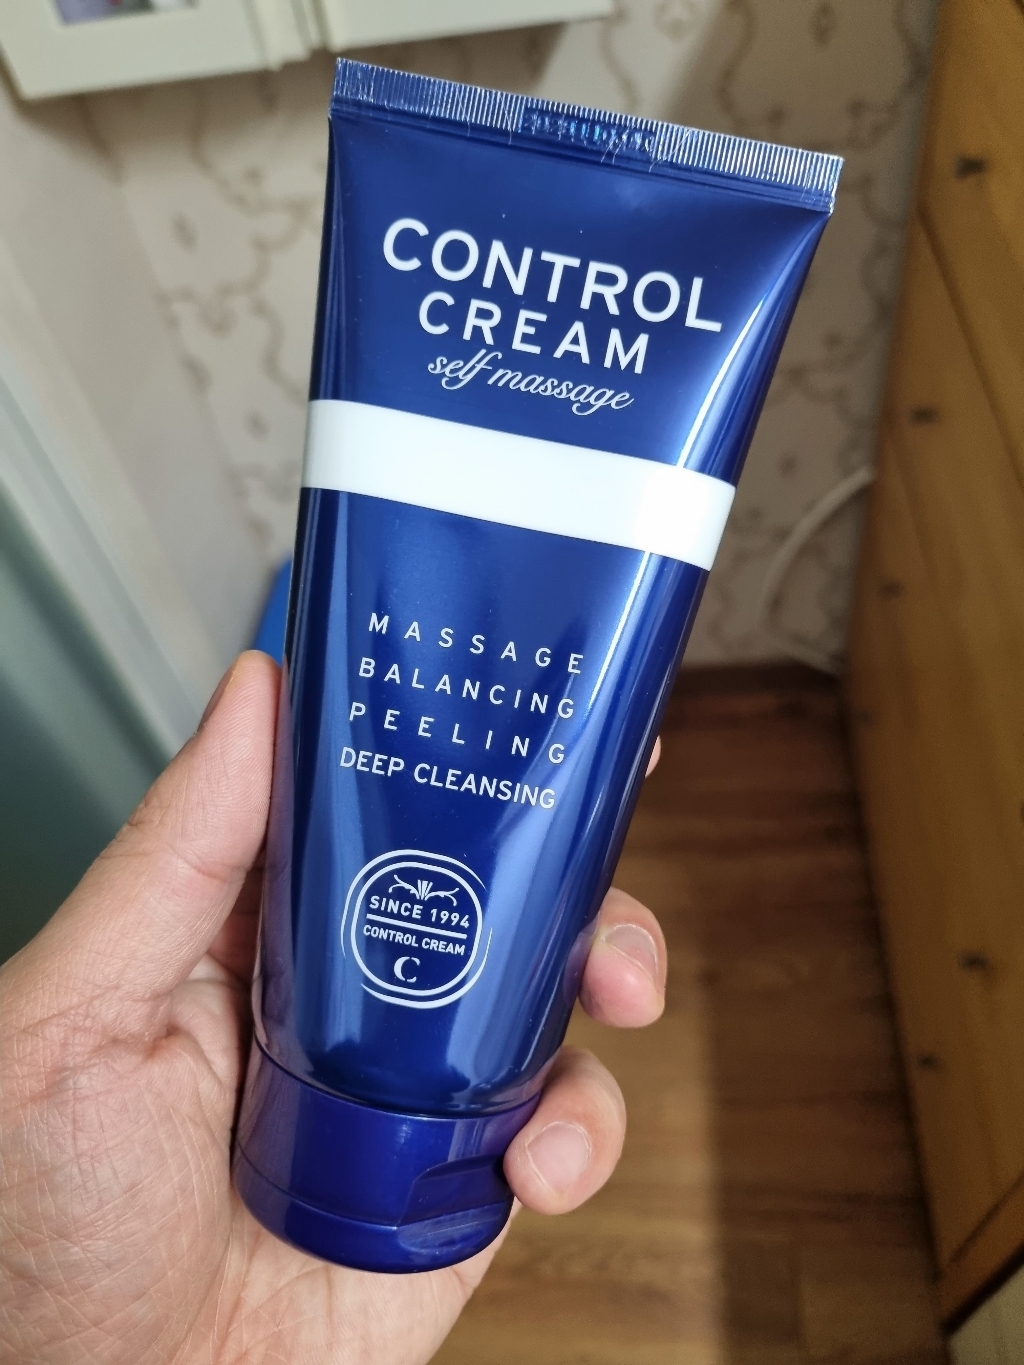 CONTROL
CREAM
self massage
MASSAGE
BALANCING
PEELING
DEEP CLEANSING
SINCE 1994
CONTROL CREAM
C